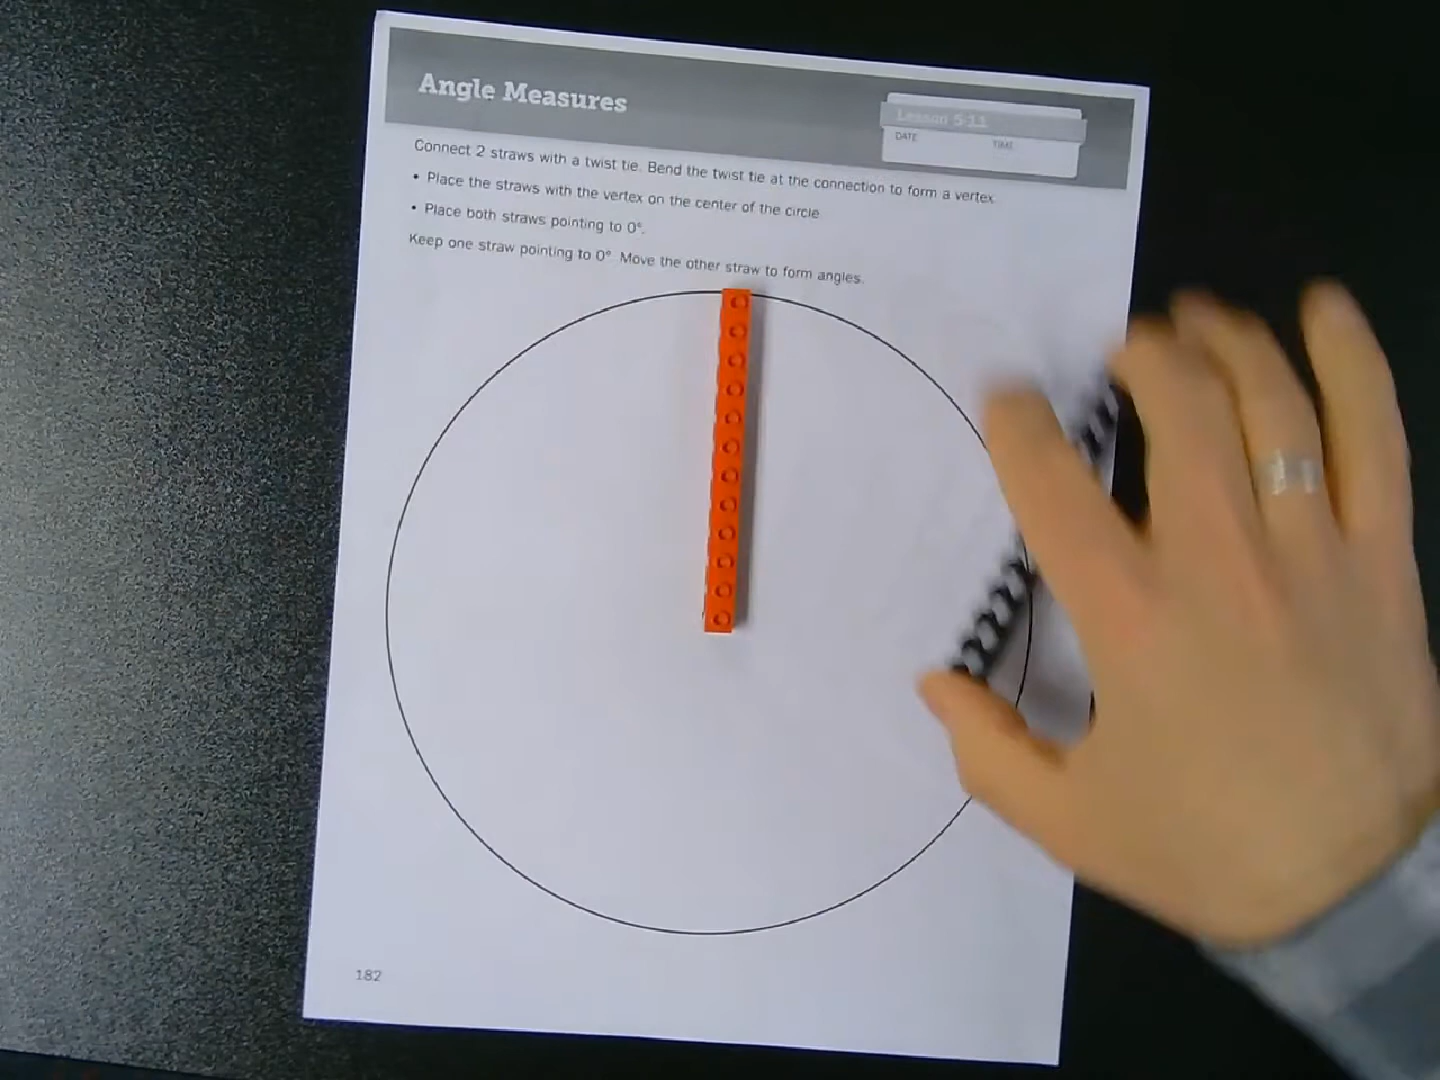 Angle Measures
Lesson 5-11
DATE TIME
Connect 2 straws with a twist tie. Bend the twist tie at the connection to form a vertex.
• Place the straws with the vertex on the center of the circle.
• Place both straws pointing to 0°.
Keep one straw pointing to 0°. Move the other straw to form angles.
182